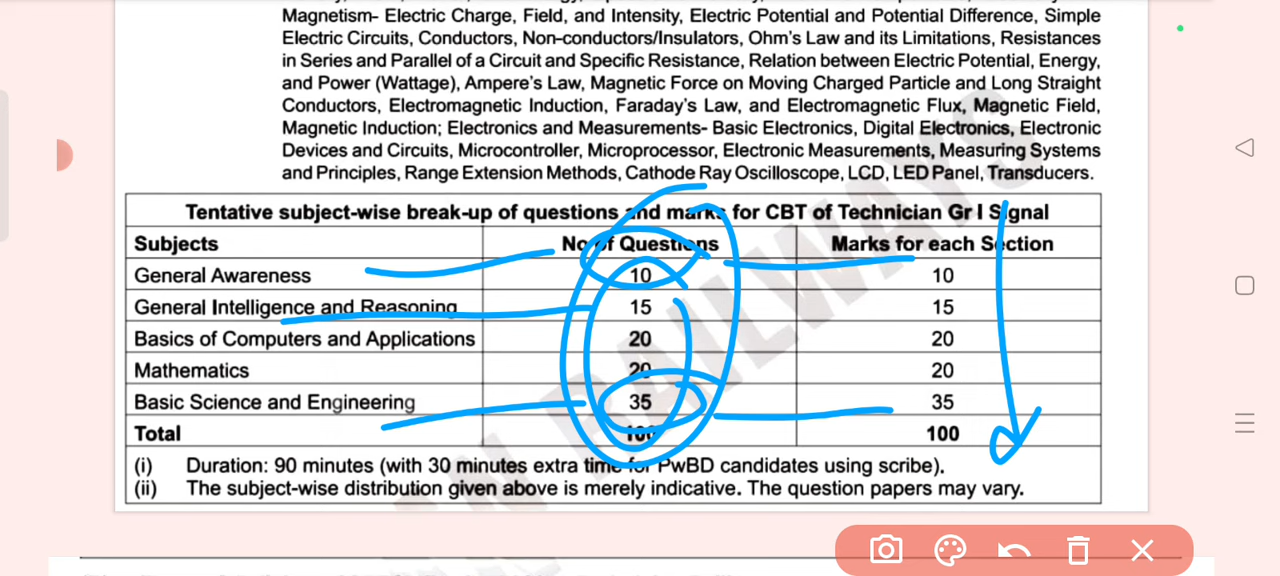 Magnetism- Electric Charge, Field, and Intensity, Electric Potential and Potential Difference, Simple
Electric Circuits, Conductors, Non-conductors/Insulators, Ohm's Law and its Limitations, Resistances
in Series and Parallel of a Circuit and Specific Resistance, Relation between Electric Potential, Energy,
and Power (Wattage), Ampere's Law, Magnetic Force on Moving Charged Particle and Long Straight
Conductors, Electromagnetic Induction, Faraday's Law, and Electromagnetic Flux, Magnetic Field,
Magnetic Induction; Electronics and Measurements- Basic Electronics, Digital Electronics, Electronic
Devices and Circuits, Microcontroller, Microprocessor, Electronic Measurements, Measuring Systems
and Principles, Range Extension Methods, Cathode Ray Oscilloscope, LCD, LED Panel, Transducers.
Tentative subject-wise break-up of questions and marks for CBT of Technician Gr I Signal
Subjects No of Questions Marks for each Section
General Awareness 10 10
General Intelligence and Reasoning 15 15
Basics of Computers and Applications 20 20
Mathematics 20 20
Basic Science and Engineering 35 35
Total 100 100
(i) Duration: 90 minutes (with 30 minutes extra time for PwBD candidates using scribe).
(ii) The subject-wise distribution given above is merely indicative. The question papers may vary.
RAILWAYS